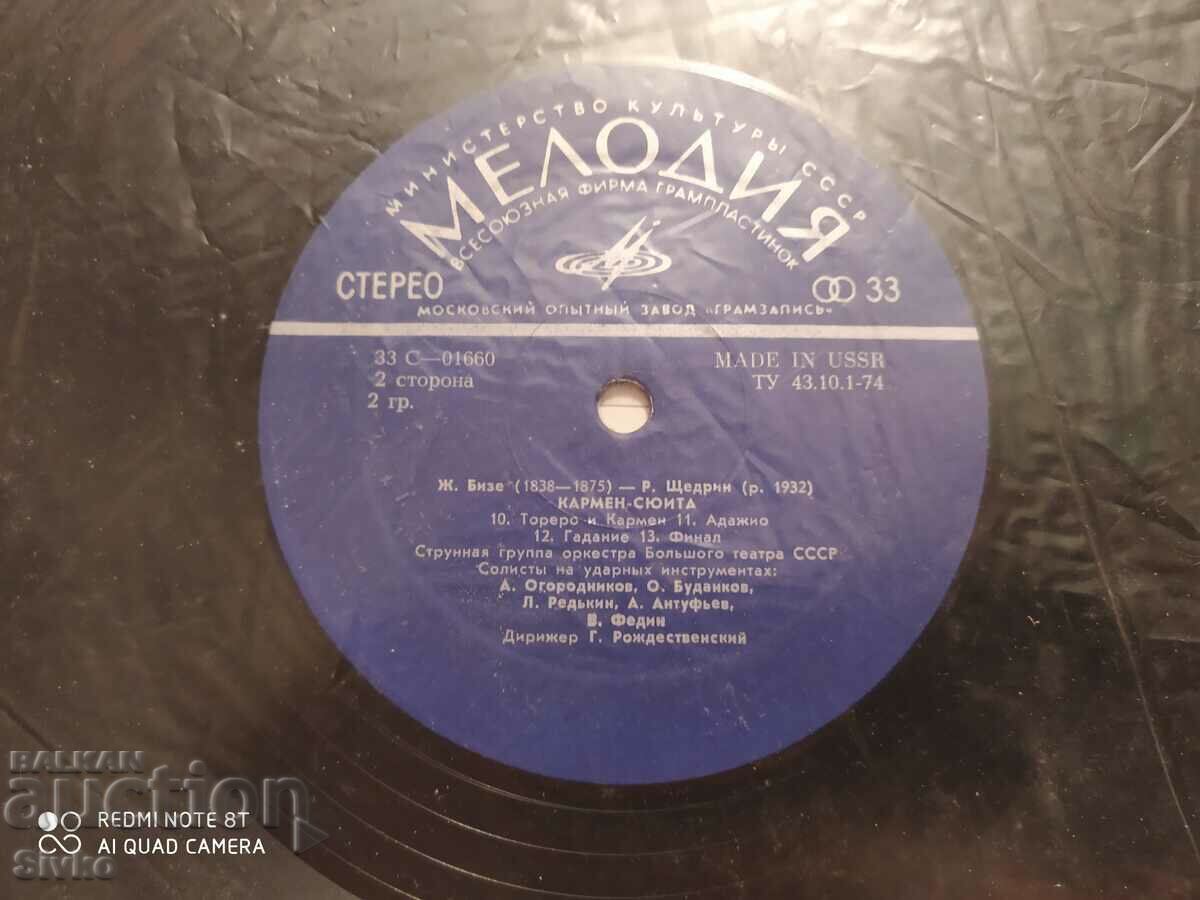 МИНИСТЕРСТВО КУЛЬТУРЫ СССР
МЕЛОДИЯ
ВСЕСОЮЗНАЯ ФИРМА ГРАМПЛАСТИНОК
СТЕРЕО 33
МОСКОВСКИЙ ОПЫТНЫЙ ЗАВОД «ГРАМЗАПИСЬ»
33 С—01660 MADE IN USSR
2 сторона ТУ 43.10.1-74
2 гр.
Ж. Бизе (1838—1875) — Р. Щедрин (р. 1932)
КАРМЕН-СЮИТА
10. Тореро и Кармен 11. Адажио
12. Гадание 13. Финал
Струнная группа оркестра Большого театра СССР
Солисты на ударных инструментах:
А. Огородников, О. Буданков,
Л. Редькин, А. Антуфьев,
В. Федин
Дирижер Г. Рождественский
BALKAN
auction
REDMI NOTE 8T
AI QUAD CAMERA
Sivko